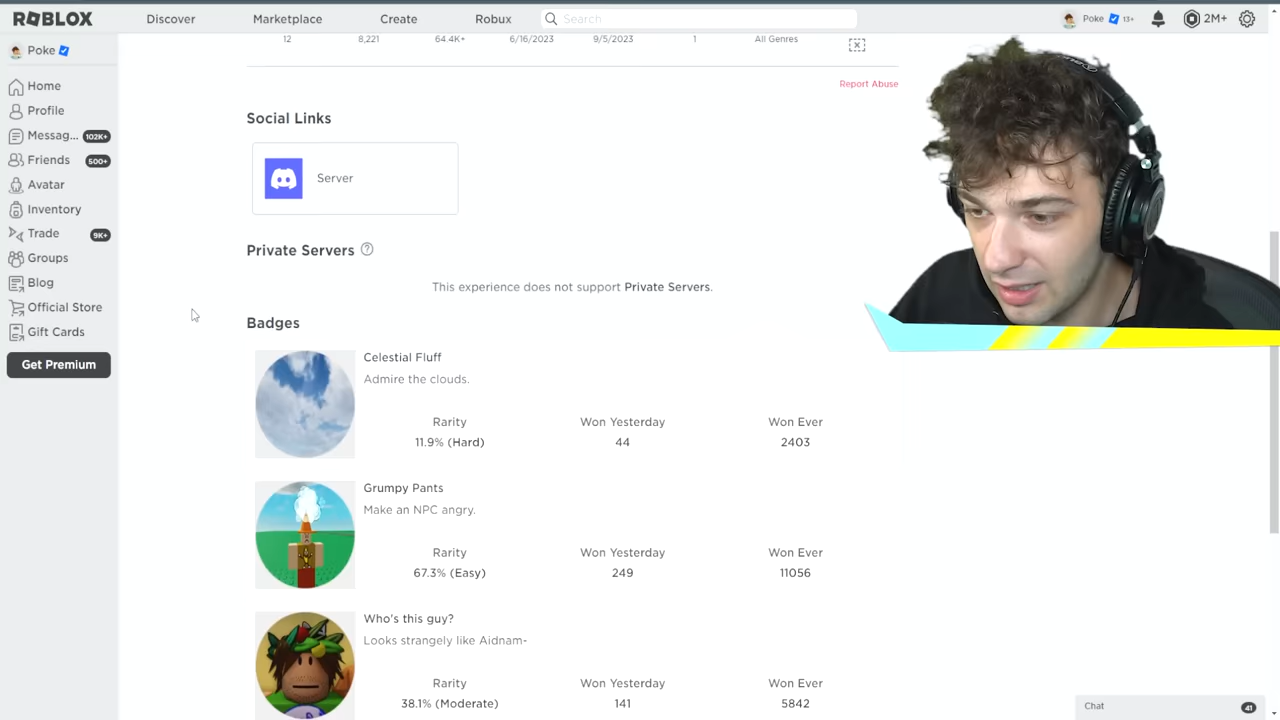 ROBLOX Discover Marketplace Create Robux Search Poke 13+ 2M+
Poke
Home
Profile
Messag... 102K+
Friends 500+
Avatar
Inventory
Trade 9K+
Groups
Blog
Official Store
Gift Cards
Get Premium
12 8,221 64.4K+ 6/16/2023 9/5/2023 1 All Genres
Report Abuse
Social Links
Server
Private Servers ?
This experience does not support Private Servers.
Badges
Celestial Fluff
Admire the clouds.
Rarity Won Yesterday Won Ever
11.9% (Hard) 44 2403
Grumpy Pants
Make an NPC angry.
Rarity Won Yesterday Won Ever
67.3% (Easy) 249 11056
Who's this guy?
Looks strangely like Aidnam-
Rarity Won Yesterday Won Ever
38.1% (Moderate) 141 5842
Chat 41